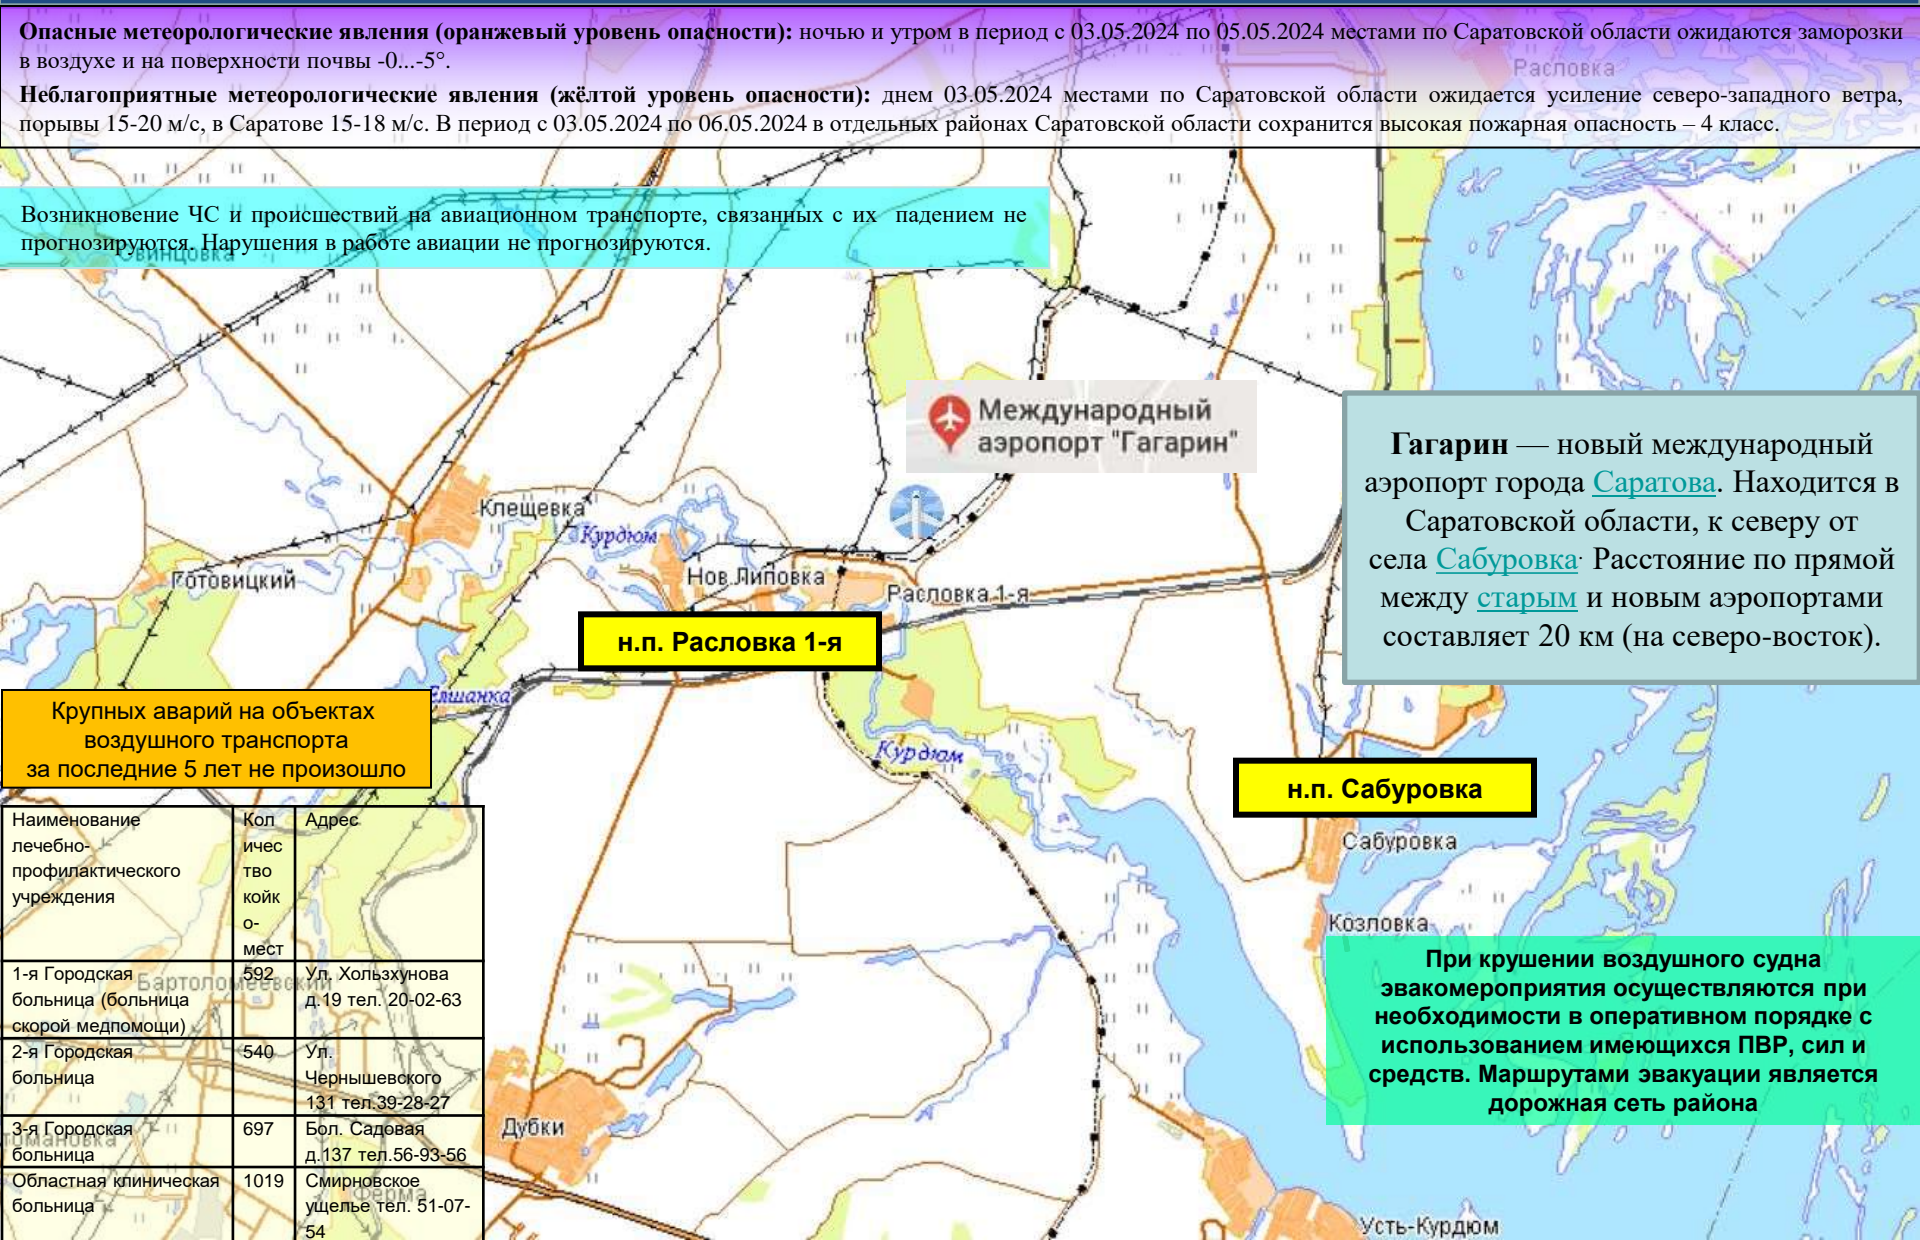 Опасные метеорологические явления (оранжевый уровень опасности): ночью и утром в период с 03.05.2024 по 05.05.2024 местами по Саратовской области ожидаются заморозки
в воздухе и на поверхности почвы -0...-5°.
Неблагоприятные метеорологические явления (жёлтой уровень опасности): днем 03.05.2024 местами по Саратовской области ожидается усиление северо-западного ветра,
порывы 15-20 м/с, в Саратове 15-18 м/с. В период с 03.05.2024 по 06.05.2024 в отдельных районах Саратовской области сохранится высокая пожарная опасность – 4 класс.
Расловка
Возникновение ЧС и происшествий на авиационном транспорте, связанных с их падением не
прогнозируются. Нарушения в работе авиации не прогнозируются.
Свинцовка
Международный
аэропорт "Гагарин"
Гагарин — новый международный
аэропорт города Саратова. Находится в
Саратовской области, к северу от
села Сабуровка. Расстояние по прямой
между старым и новым аэропортами
составляет 20 км (на северо-восток).
Клещевка
Курдюм
Готовицкий
Нов.Липовка
Расловка 1-я
н.п. Расловка 1-я
Елшанка
Крупных аварий на объектах
воздушного транспорта
за последние 5 лет не произошло
Курдюм
н.п. Сабуровка
Сабуровка
Козловка
Наименование
лечебно-
профилактического
учреждения
Кол
ичес
тво
койк
о-
мест
Адрес
1-я Городская
больница (больница
скорой медпомощи)
592
Ул. Хользхунова
д.19 тел. 20-02-63
Бартоломеевский
2-я Городская
больница
540
Ул.
Чернышевского
131 тел.39-28-27
3-я Городская
больница
697
Бол. Садовая
д.137 тел.56-93-56
Областная клиническая
больница
1019
Смирновское
ущелье тел. 51-07-
54
Ферма
Дубки
При крушении воздушного судна
эвакомероприятия осуществляются при
необходимости в оперативном порядке с
использованием имеющихся ПВР, сил и
средств. Маршрутами эвакуации является
дорожная сеть района
Усть-Курдюм